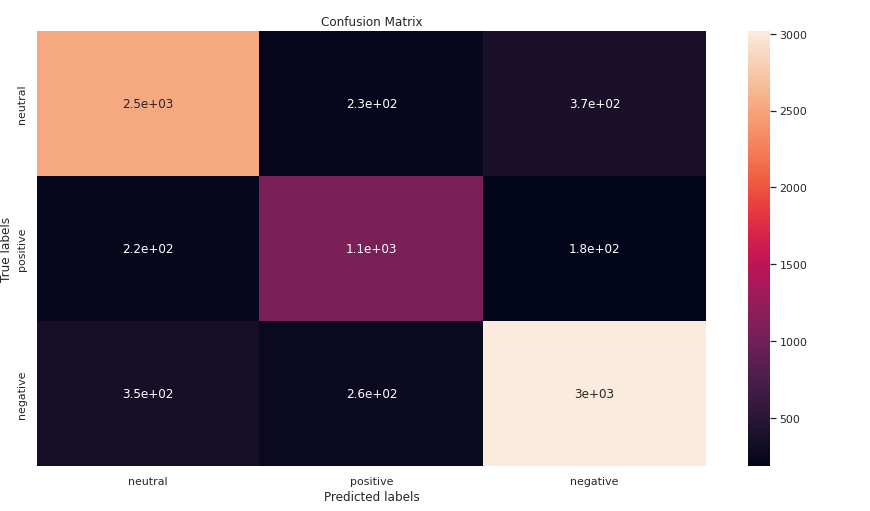 Confusion Matrix
True labels
neutral
2.5e+03
2.3e+02
3.7e+02
positive
2.2e+02
1.1e+03
1.8e+02
negative
3.5e+02
2.6e+02
3e+03
neutral
positive
negative
Predicted labels
3000
2500
2000
1500
1000
500